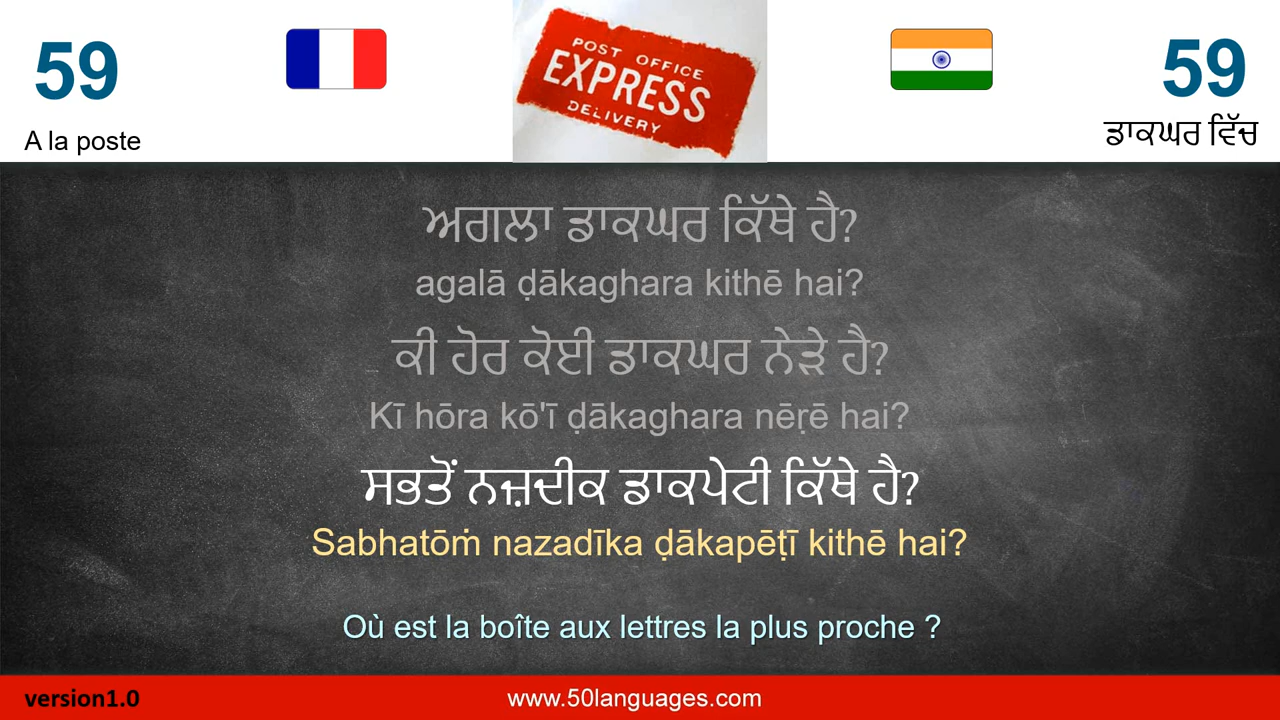 59
59
A la poste
ਡਾਕਘਰ ਵਿੱਚ
POST OFFICE
EXPRESS
DELIVERY
ਅਗਲਾ ਡਾਕਘਰ ਕਿੱਥੇ ਹੈ?
agalā ḍākaghara kithē hai?
ਕੀ ਹੋਰ ਕੋਈ ਡਾਕਘਰ ਨੇੜੇ ਹੈ?
Kī hōra kō'ī ḍākaghara nēṛē hai?
ਸਭਤੋਂ ਨਜ਼ਦੀਕ ਡਾਕਪੇਟੀ ਕਿੱਥੇ ਹੈ?
Sabhatōṁ nazadīka ḍākapēṭī kithē hai?
Où est la boîte aux lettres la plus proche ?
version1.0
www.50languages.com